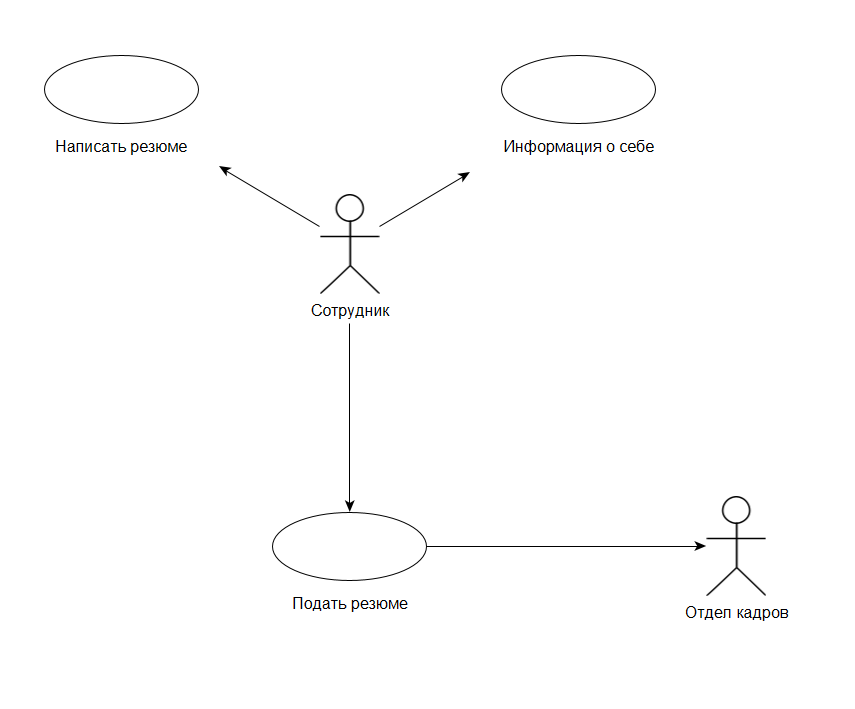 Написать резюме
Информация о себе
Сотрудник
Подать резюме
Отдел кадров